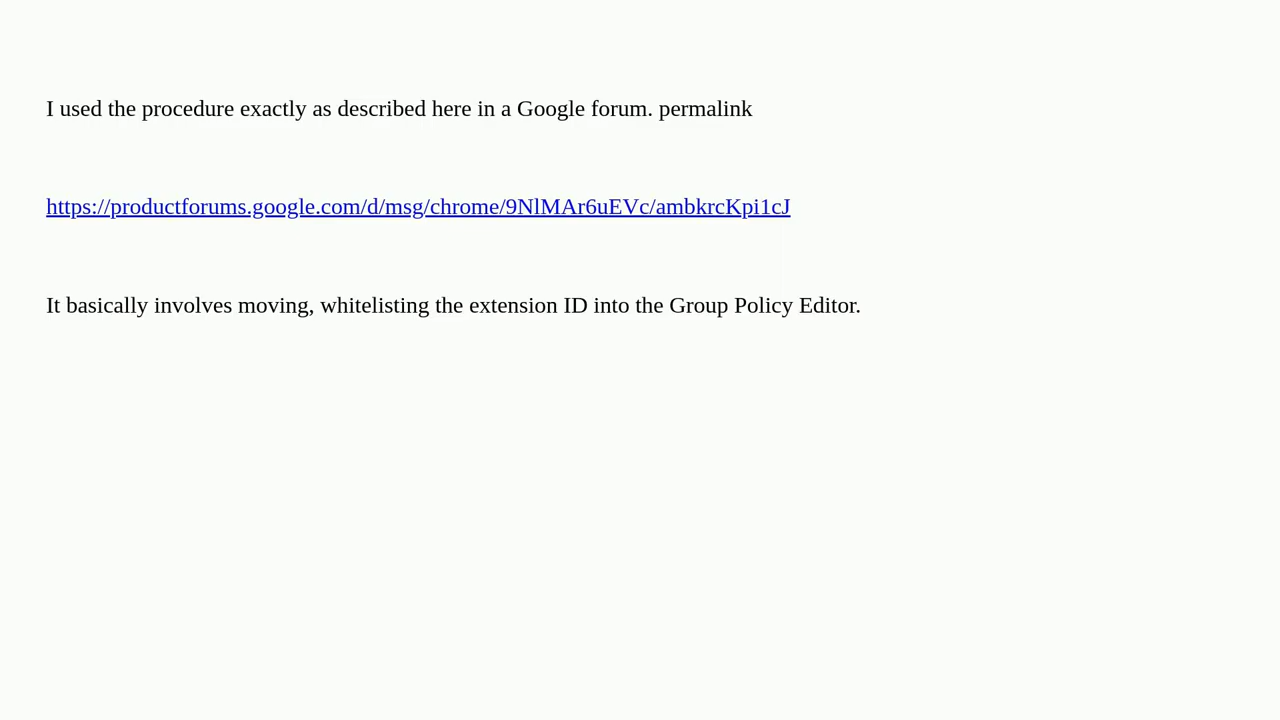 I used the procedure exactly as described here in a Google forum. permalink
https://productforums.google.com/d/msg/chrome/9NlMAr6uEVc/ambkrcKpi1cJ
It basically involves moving, whitelisting the extension ID into the Group Policy Editor.